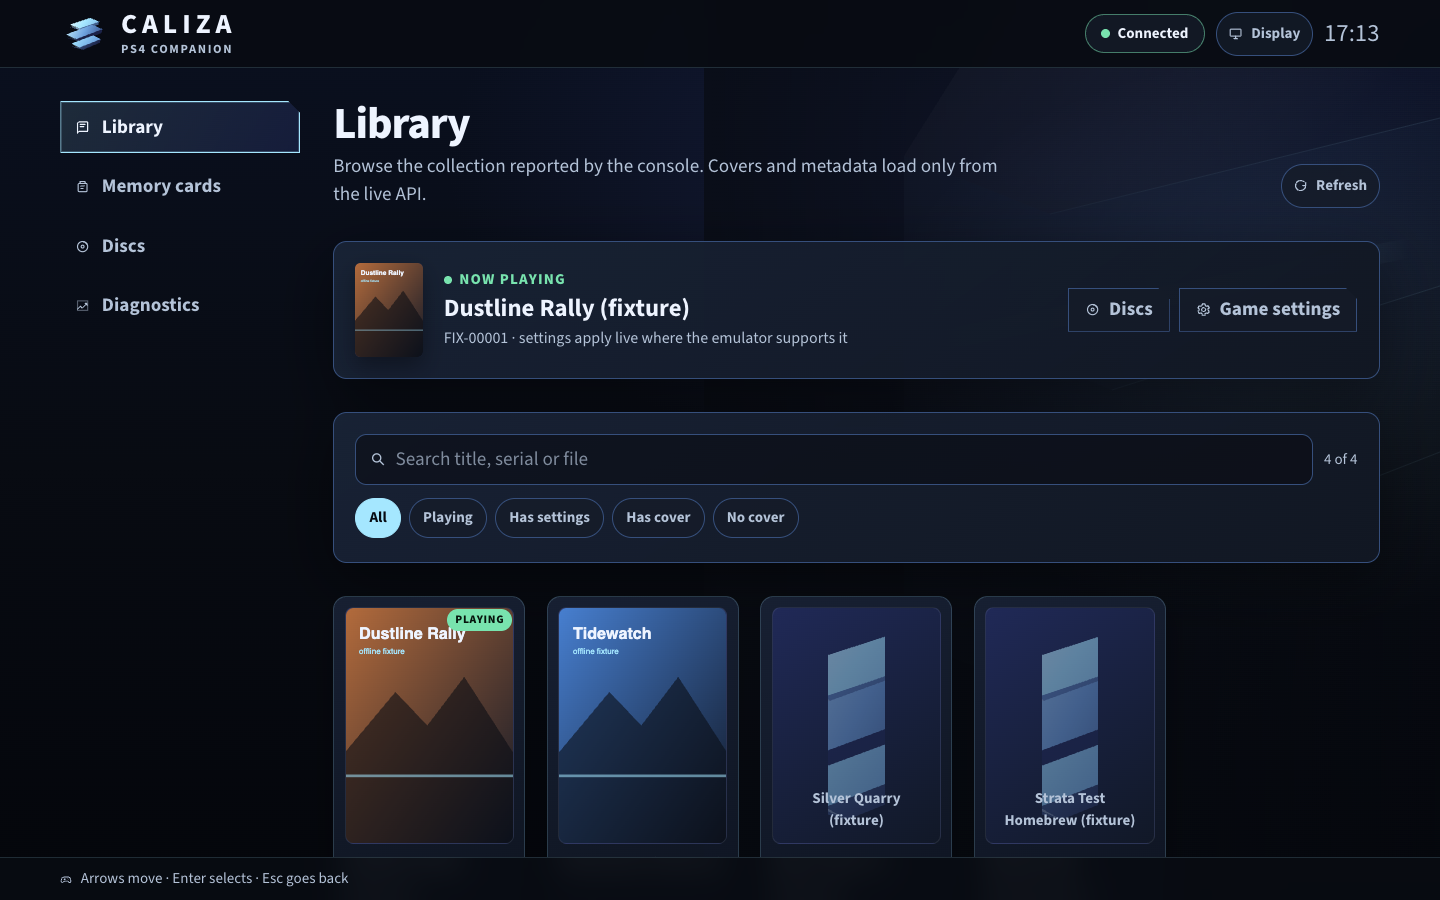 CALIZA
PS4 COMPANION
Connected
Display
17:13
Library
Memory cards
Discs
Diagnostics
Library
Browse the collection reported by the console. Covers and metadata load only from
the live API.
Refresh
Dustline Rally
offline fixture
NOW PLAYING
Dustline Rally (fixture)
FIX-00001 · settings apply live where the emulator supports it
Discs
Game settings
Search title, serial or file
4 of 4
All
Playing
Has settings
Has cover
No cover
PLAYING
Dustline Rally
offline fixture
Tidewatch
offline fixture
Silver Quarry
(fixture)
Strata Test
Homebrew (fixture)
Arrows move · Enter selects · Esc goes back